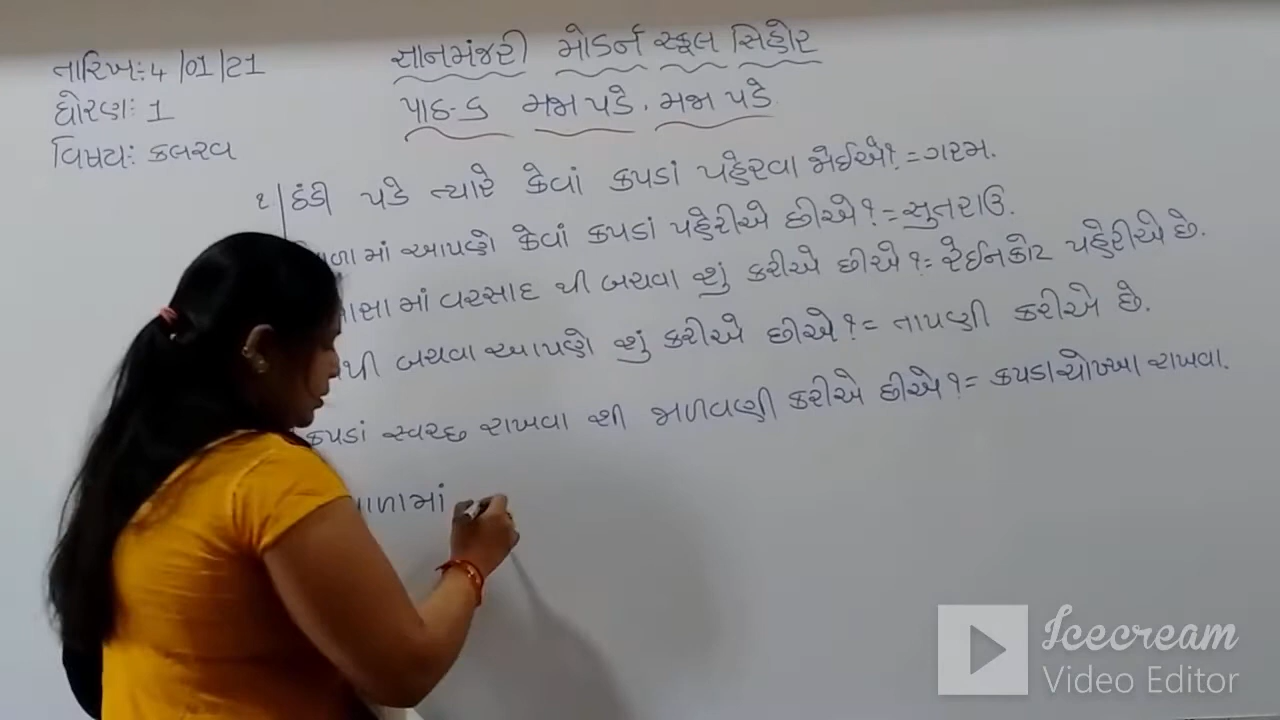 તારિખ: 4/01/21
ધોરણ: 1
વિષય: કલરવ
જ્ઞાનમંજરી મોડર્ન સ્કૂલ સિહોર
પાઠ-૬ મજા પડે, મજા પડે
૧| ઠંડી પડે ત્યારે કેવાં કપડાં પહેરવા જોઈએ? = ગરમ.
માં આપણે કેવાં કપડાં પહેરીએ છીએ? = સુતરાઉ.
માં વરસાદ થી બચવા શું કરીએ છીએ? = રેઈનકોટ પહેરીએ છે.
થી બચવા આપણે શું કરીએ છીએ? = તાપણી કરીએ છે.
કપડાં સ્વચ્છ રાખવા શી જાળવણી કરીએ છીએ? = કપડા ચોખ્ખા રાખવા.
ળામાં
Icecream
Video Editor